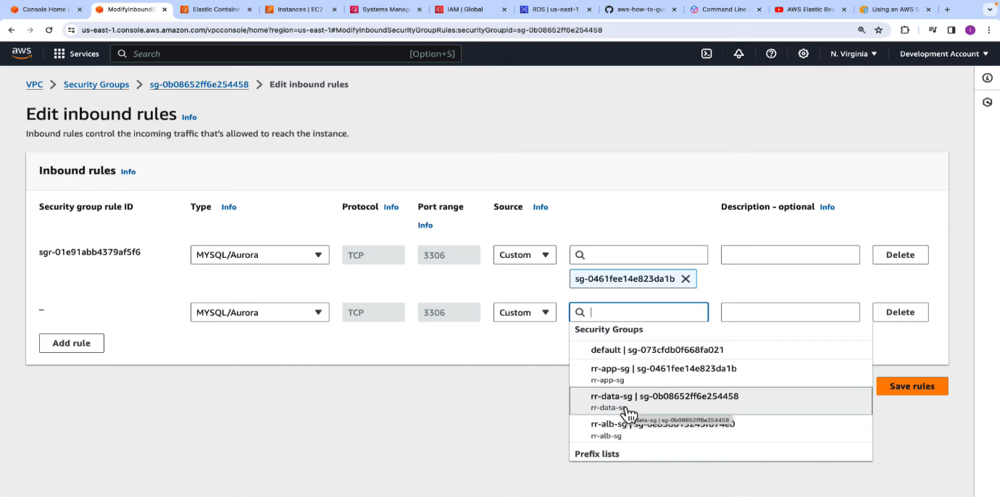 Console Home |
ModifyInboundS
Elastic Containe
Instances | EC2
Systems Manag
IAM | Global
RDS | us-east-1
aws-how-to-gui
Command Line
AWS Elastic Bea
Using an AWS S
us-east-1.console.aws.amazon.com/vpcconsole/home?region=us-east-1#ModifyInboundSecurityGroupRules:securityGroupId=sg-0b08652ff6e254458
aws
Services
Search
[Option+S]
N. Virginia
Development Account
VPC
Security Groups
sg-0b08652ff6e254458
Edit inbound rules
Edit inbound rules Info
Inbound rules control the incoming traffic that's allowed to reach the instance.
Inbound rules Info
Security group rule ID
Type Info
Protocol Info
Port range
Info
Source Info
Description - optional Info
sgr-01e91abb4379af5f6
MYSQL/Aurora
TCP
3306
Custom
Delete
sg-0461fee14e823da1b
–
MYSQL/Aurora
TCP
3306
Custom
Delete
Security Groups
Add rule
default | sg-073cfdb0f668fa021
rr-app-sg | sg-0461fee14e823da1b
rr-app-sg
Save rules
rr-data-sg | sg-0b08652ff6e254458
rr-data-s
data-sg | sg-0b08652ff6e254458
rr-alb-sg
rr-alb-sg
Prefix lists